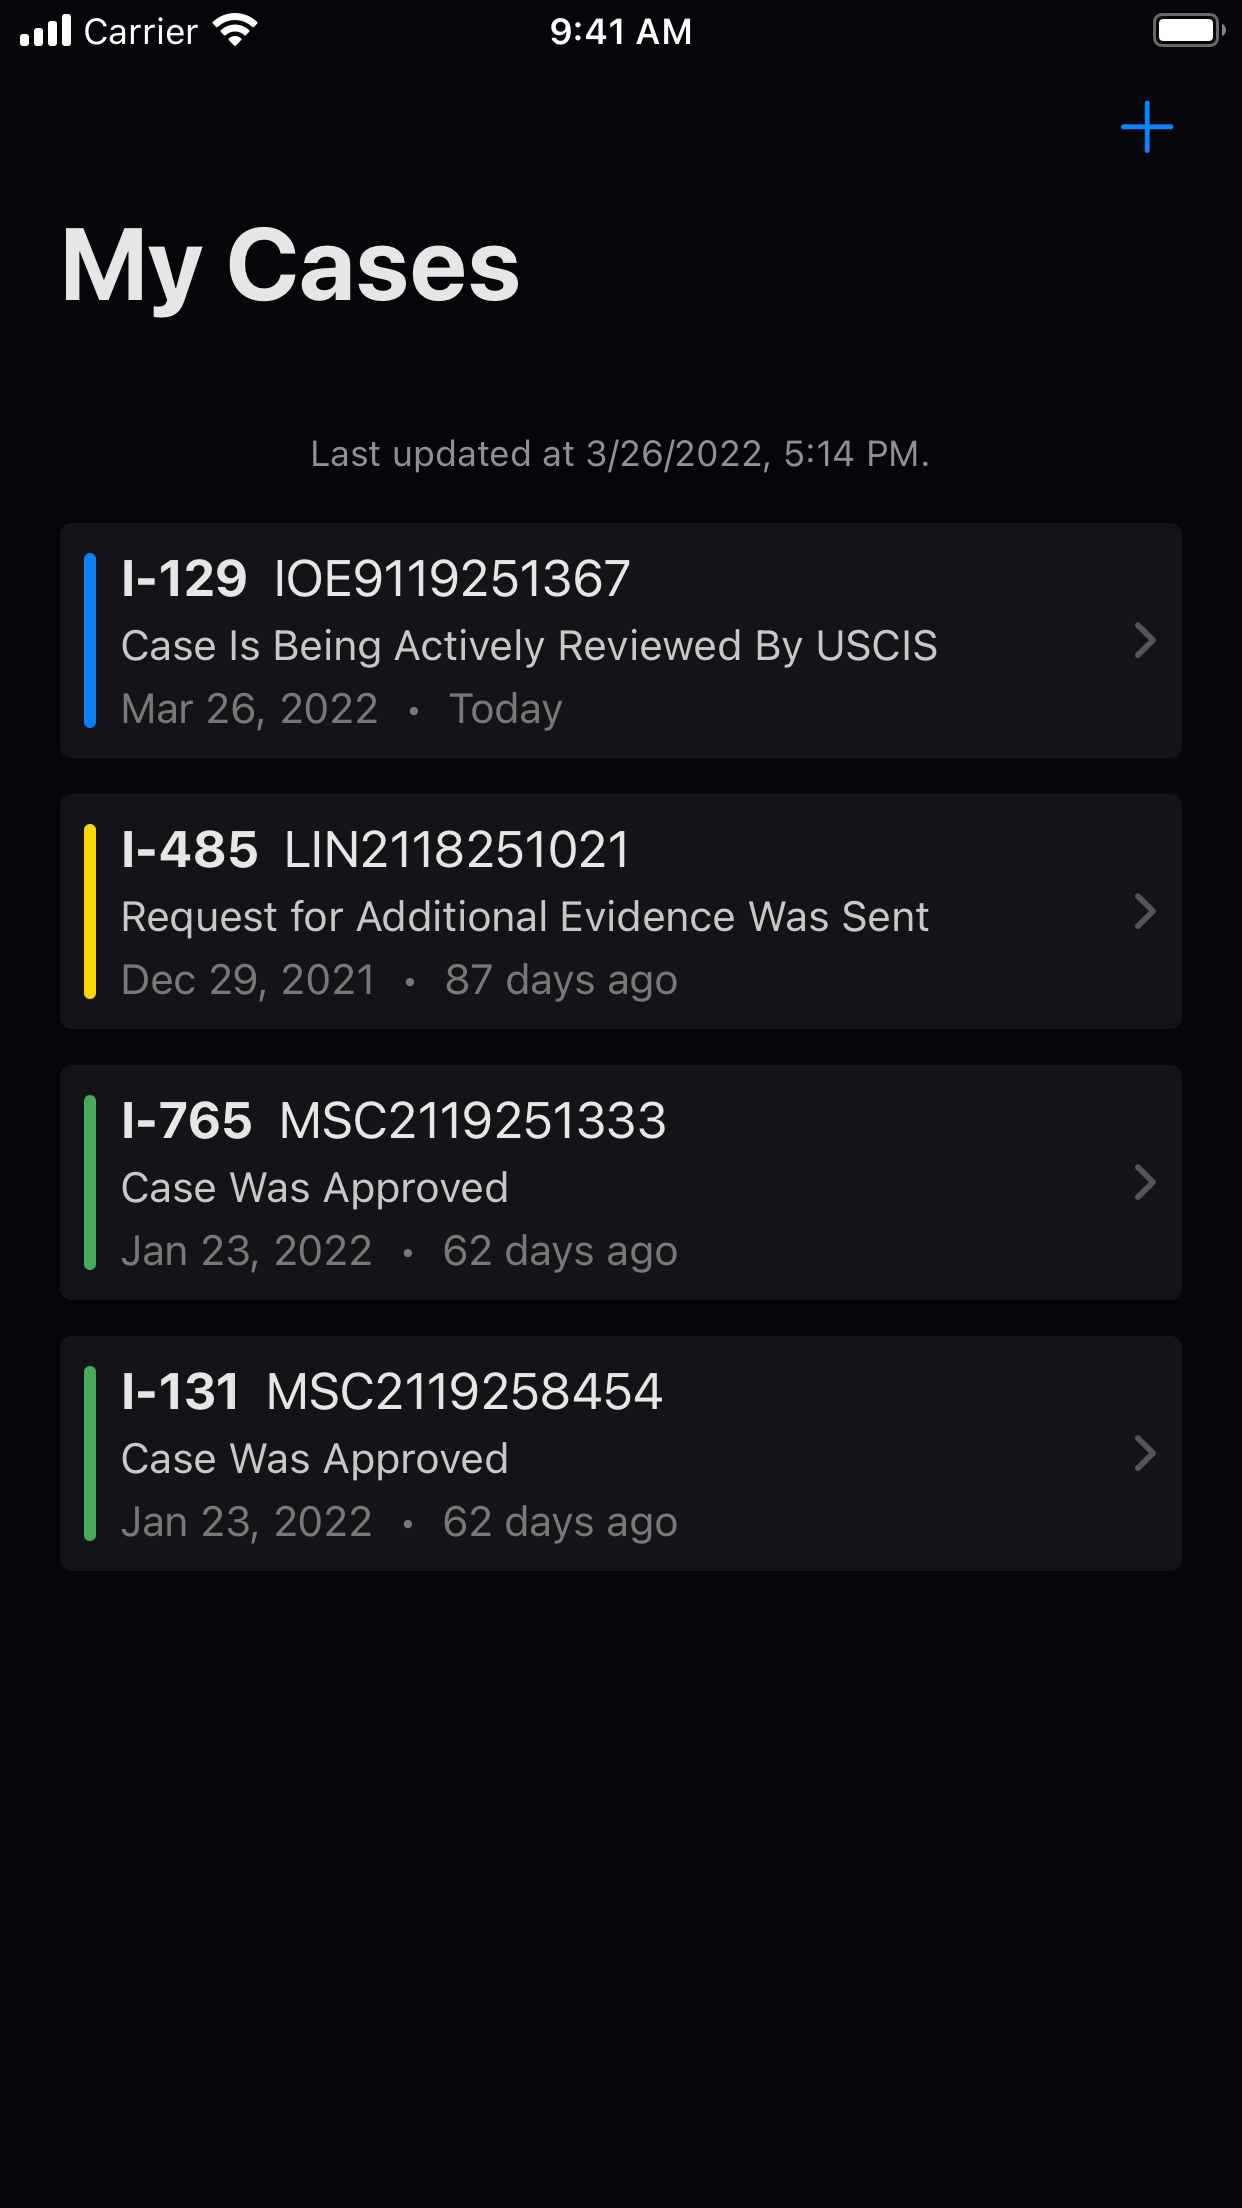 Carrier
9:41 AM
My Cases
Last updated at 3/26/2022, 5:14 PM.
I-129 IOE9119251367
Case Is Being Actively Reviewed By USCIS
Mar 26, 2022 • Today
I-485 LIN2118251021
Request for Additional Evidence Was Sent
Dec 29, 2021 • 87 days ago
I-765 MSC2119251333
Case Was Approved
Jan 23, 2022 • 62 days ago
I-131 MSC2119258454
Case Was Approved
Jan 23, 2022 • 62 days ago